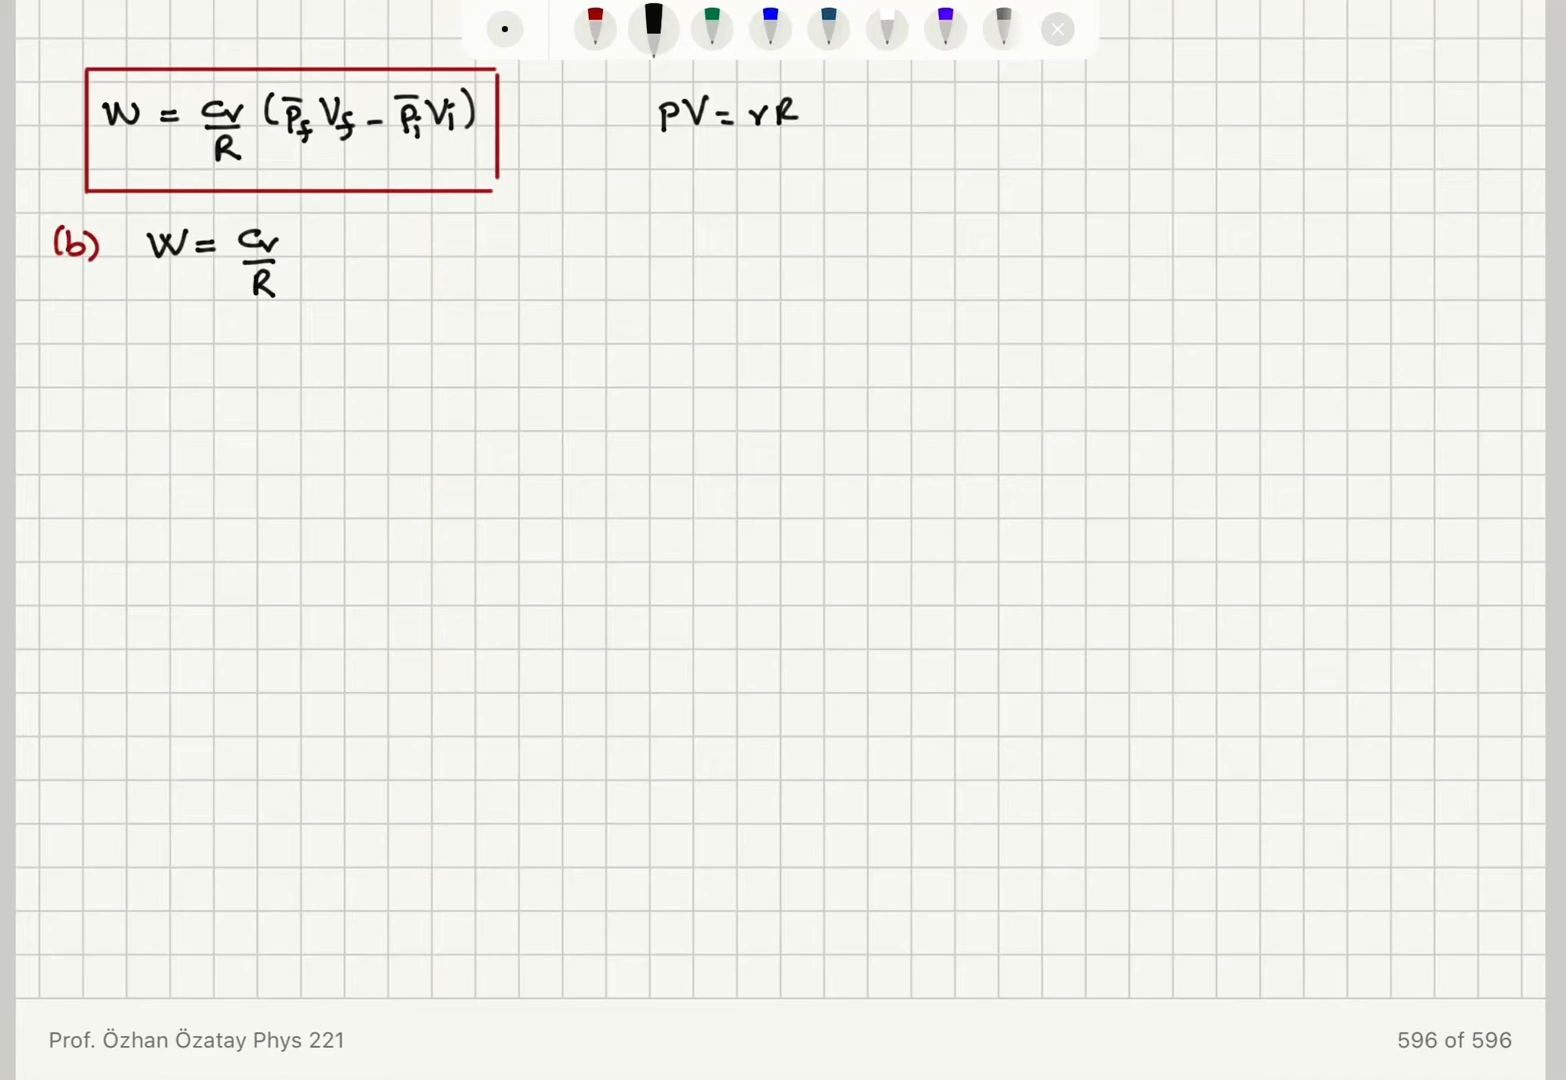 W = cv/R (p̄f Vf - p̄i Vi)
pV = νR
(b) W = cv/R
Prof. Özhan Özatay Phys 221
596 of 596